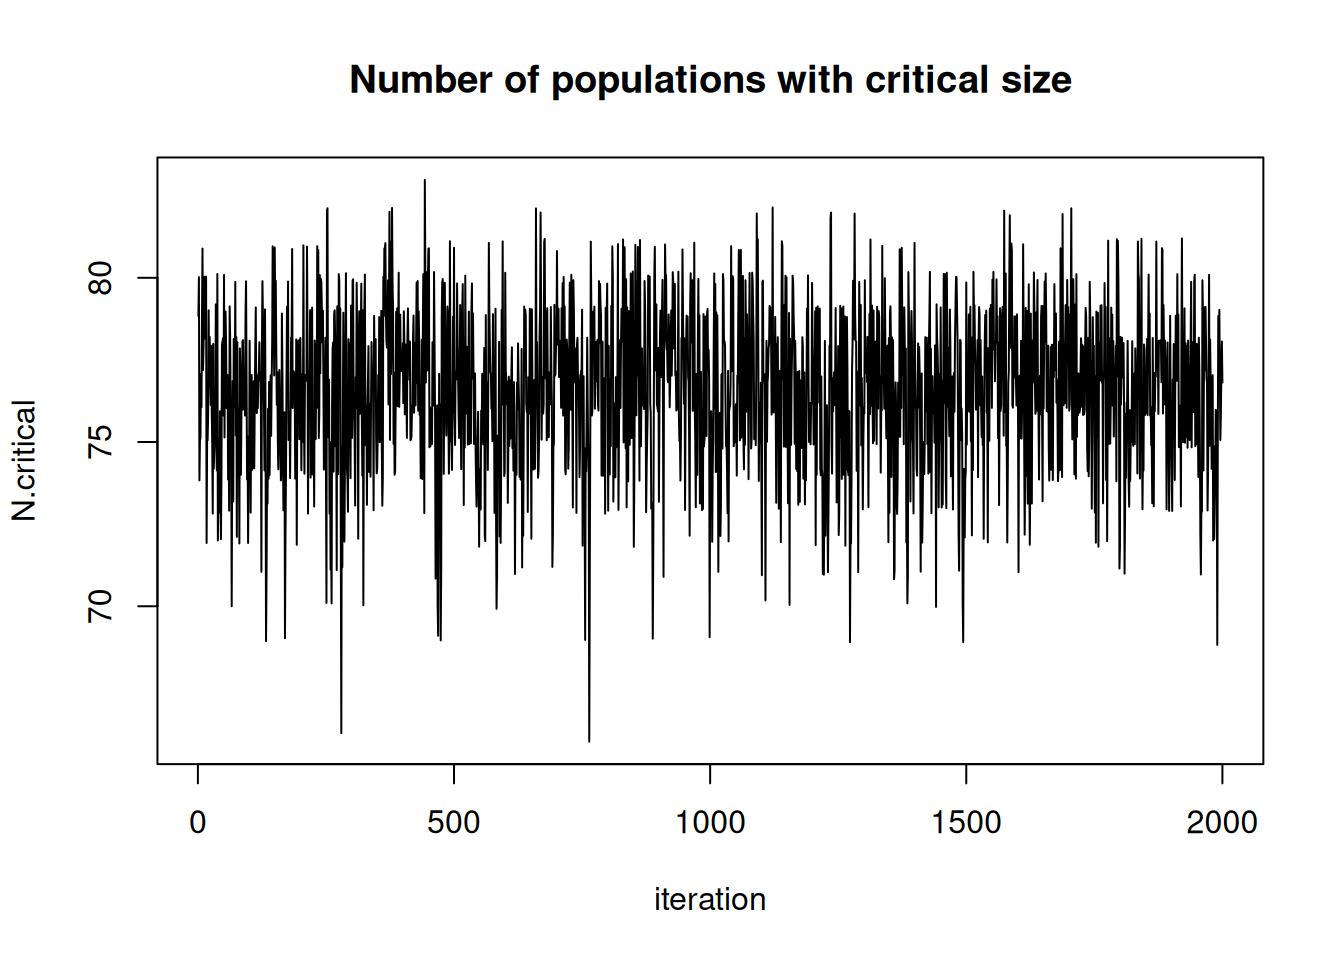 Number of populations with critical size
N.critical
80
75
70
0 500 1000 1500 2000
iteration